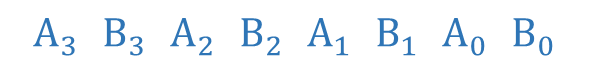 A₃ B₃ A₂ B₂ A₁ B₁ A₀ B₀